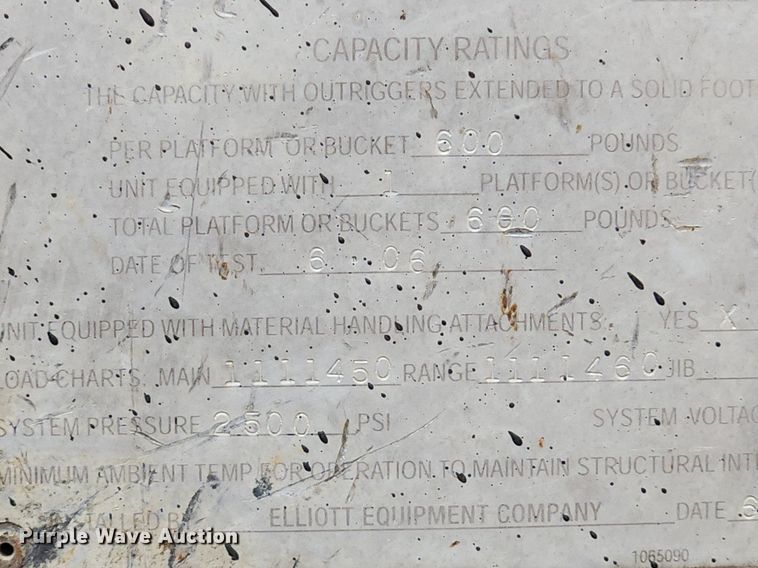 CAPACITY RATINGS
THE CAPACITY WITH OUTRIGGERS EXTENDED TO A SOLID FOOT
PER PLATFORM OR BUCKET 600 POUNDS
UNIT EQUIPPED WITH 1 PLATFORM(S) OR BUCKET(
TOTAL PLATFORM OR BUCKETS 600 POUNDS
DATE OF TEST 6 06
UNIT EQUIPPED WITH MATERIAL HANDLING ATTACHMENTS YES X
LOAD CHARTS MAIN 1111450 RANGE 1111460 JIB
SYSTEM PRESSURE 2500 PSI SYSTEM VOLTAG
MINIMUM AMBIENT TEMP FOR OPERATION TO MAINTAIN STRUCTURAL INT
INSTALLED BY ELLIOTT EQUIPMENT COMPANY DATE 6
1065090
Purple Wave Auction